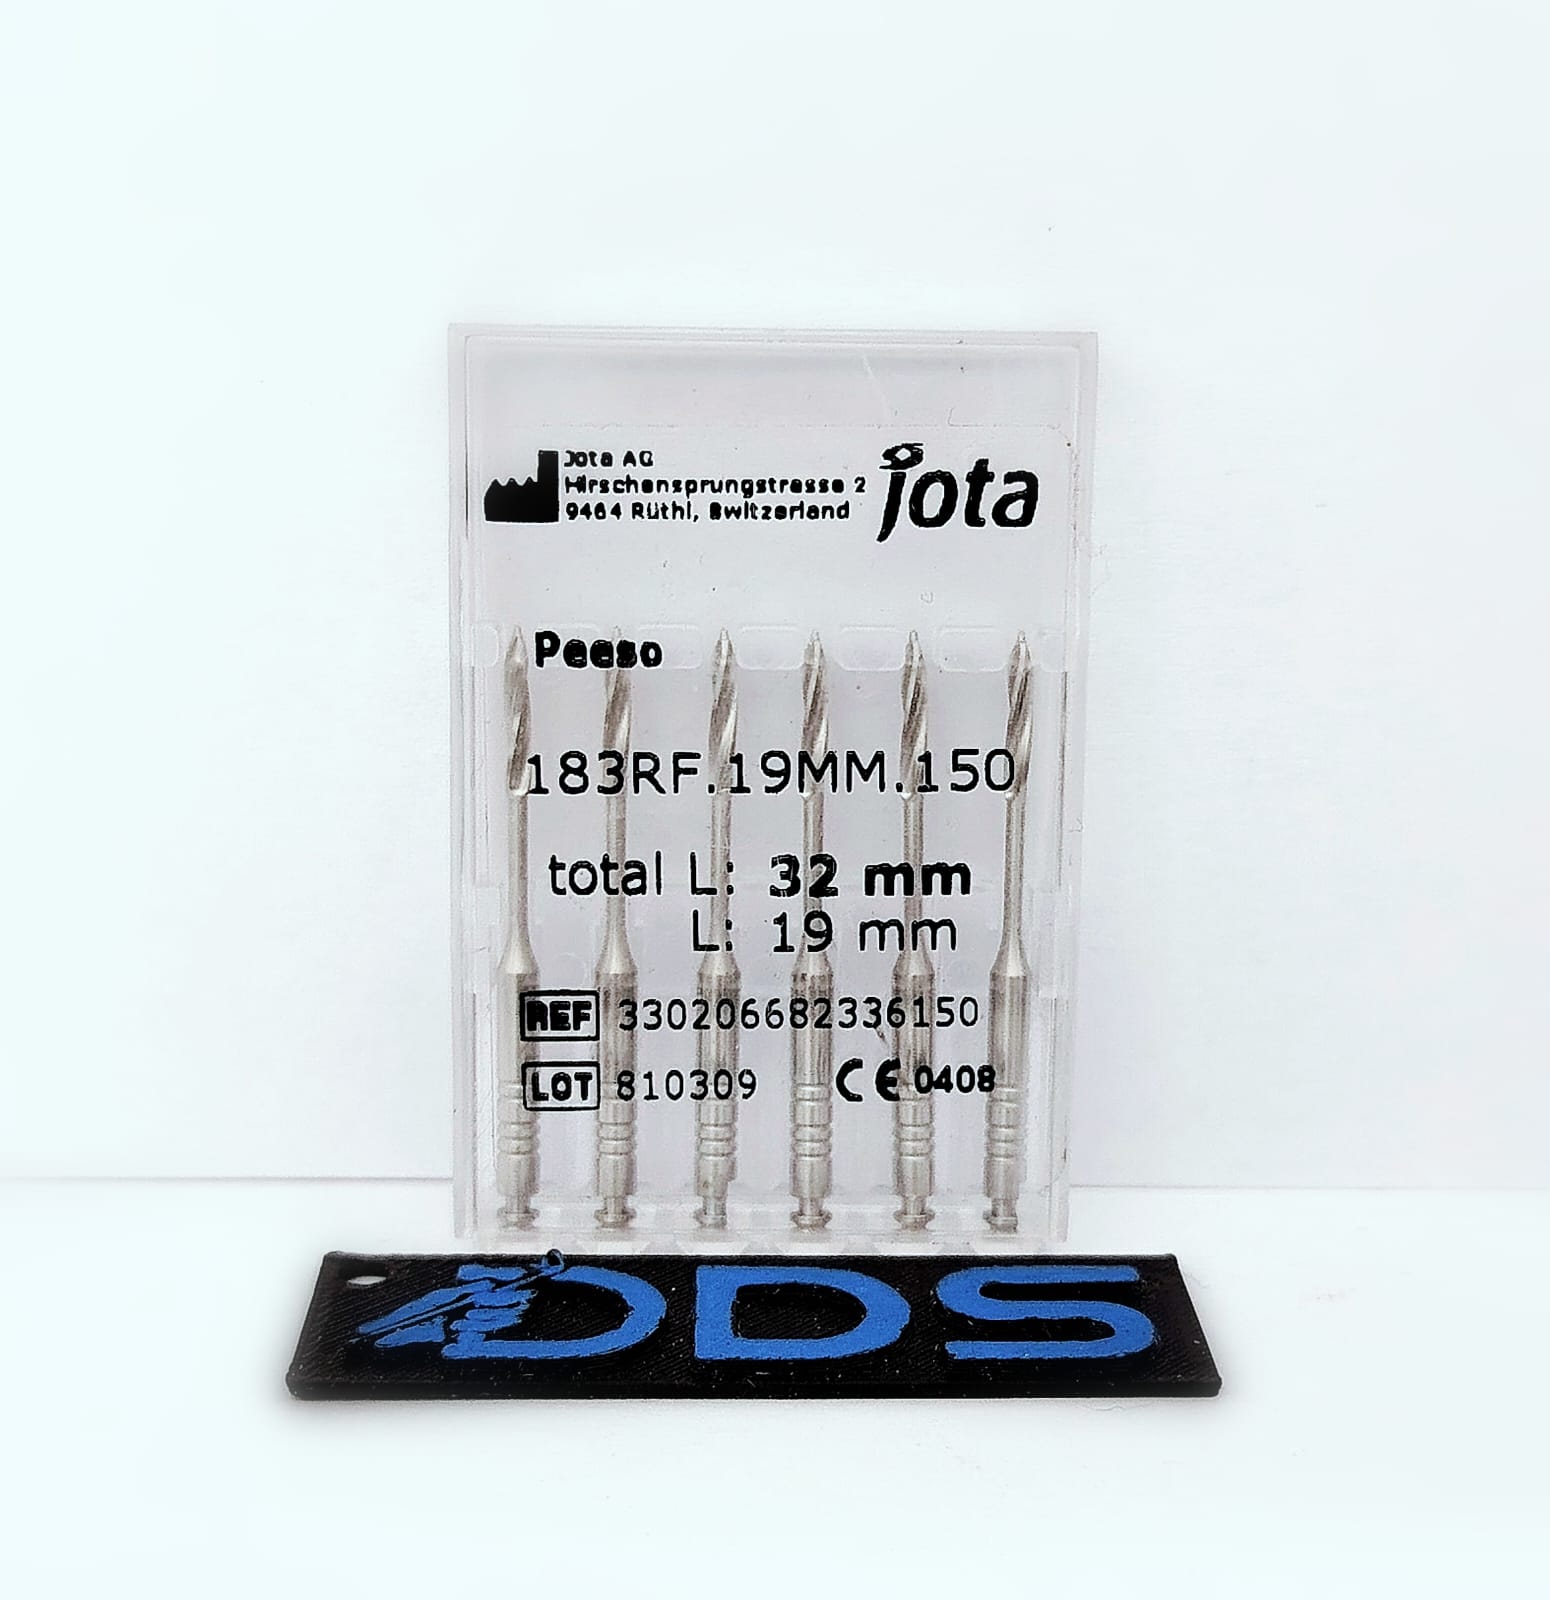 Jota AG
Hirschensprungstrasse 2
9464 Rüthi, Switzerland
jota
Peeso
183RF.19MM.150
total L: 32 mm
L: 19 mm
REF 330206682336150
LOT 810309 CE 0408
DDS